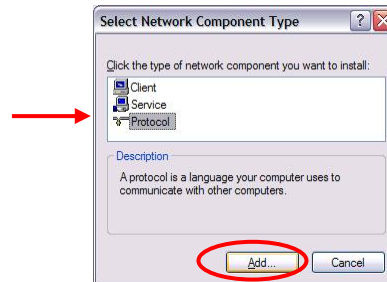 Select Network Component Type
Click the type of network component you want to install:
Client
Service
Protocol
Description
A protocol is a language your computer uses to
communicate with other computers.
Add...
Cancel